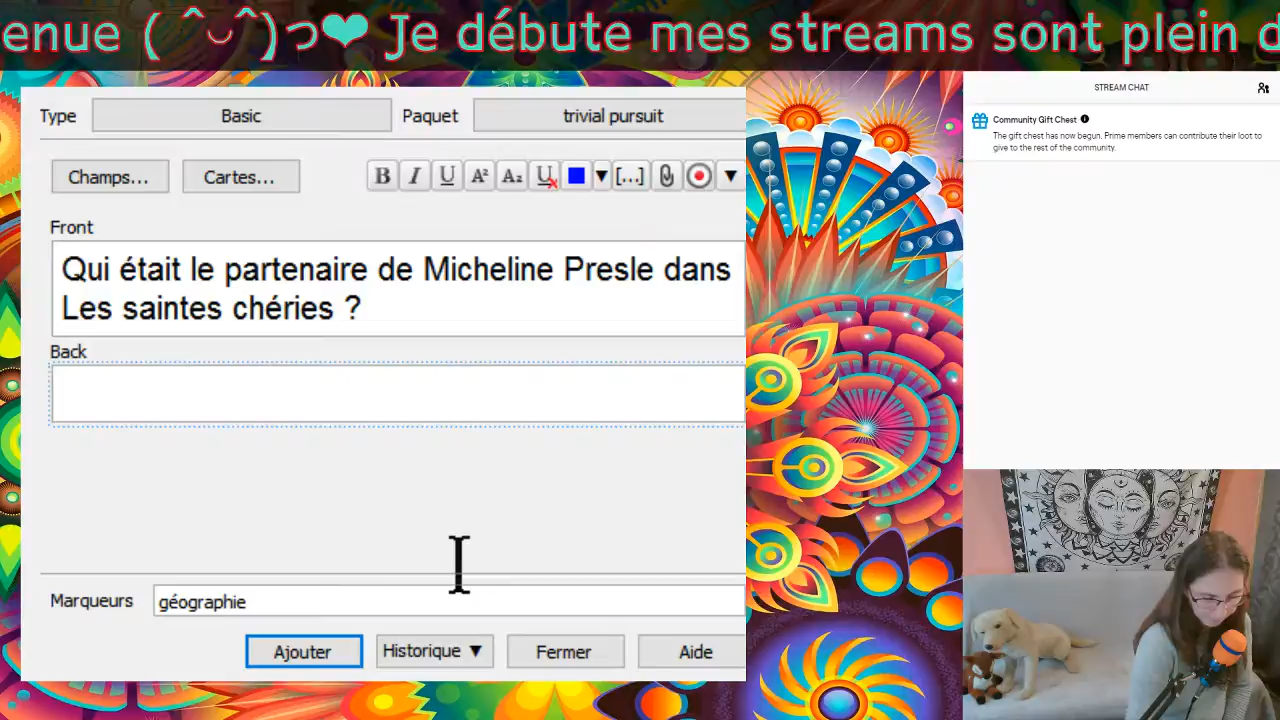 enue ( ˆ◡ˆ)っ❤ Je débute mes streams sont plein d
Type Basic Paquet trivial pursuit
Champs... Cartes... B I U A² A₂ U [...]
Front
Qui était le partenaire de Micheline Presle dans
Les saintes chéries ?
Back
Marqueurs géographie
Ajouter Historique ▼ Fermer Aide
STREAM CHAT
Community Gift Chest
The gift chest has now begun. Prime members can contribute their loot to
give to the rest of the community.